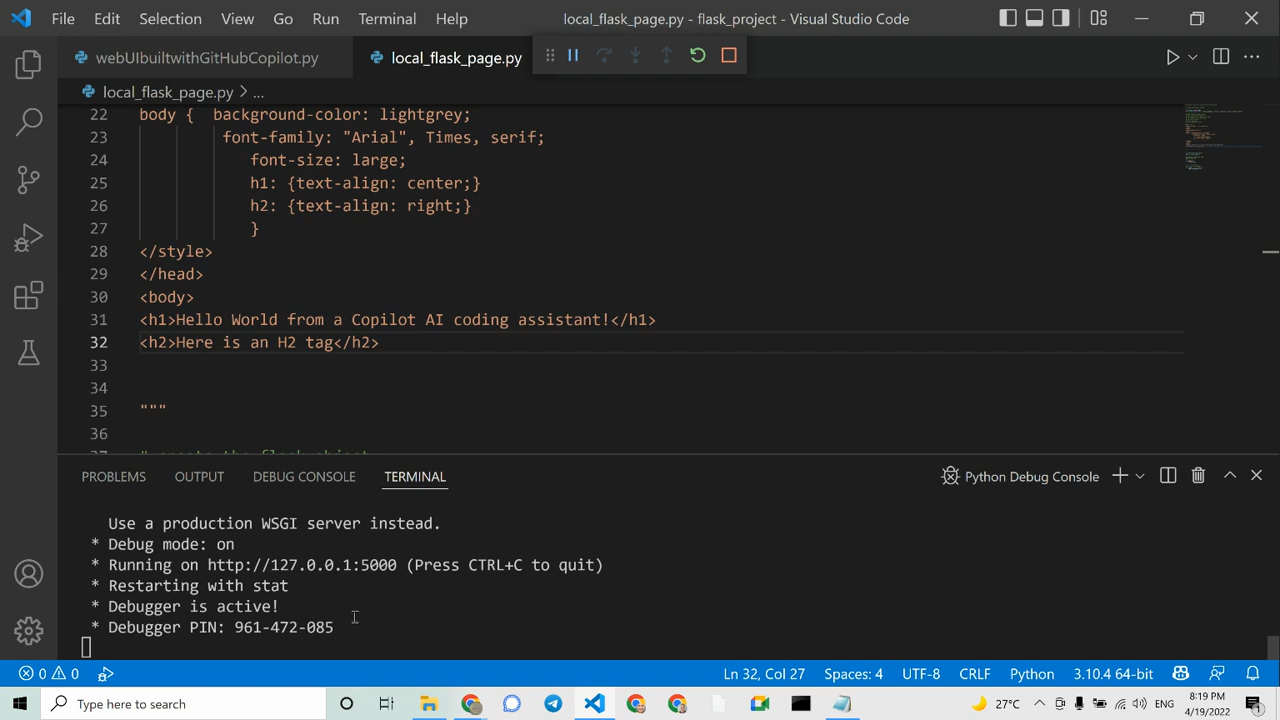 File Edit Selection View Go Run Terminal Help local_flask_page.py - flask_project - Visual Studio Code
webUIbuiltwithGitHubCopilot.py local_flask_page.py
local_flask_page.py > ...
22 body {  background-color: lightgrey;
23 font-family: "Arial", Times, serif;
24 font-size: large;
25 h1: {text-align: center;}
26 h2: {text-align: right;}
27 }
28 </style>
29 </head>
30 <body>
31 <h1>Hello World from a Copilot AI coding assistant!</h1>
32 <h2>Here is an H2 tag</h2>
33
34
35 """
36
PROBLEMS OUTPUT DEBUG CONSOLE TERMINAL Python Debug Console
Use a production WSGI server instead.
* Debug mode: on
* Running on http://127.0.0.1:5000 (Press CTRL+C to quit)
* Restarting with stat
* Debugger is active!
* Debugger PIN: 961-472-085
0 0 Ln 32, Col 27 Spaces: 4 UTF-8 CRLF Python 3.10.4 64-bit
Type here to search 27°C ENG 8:19 PM
4/19/2022 1